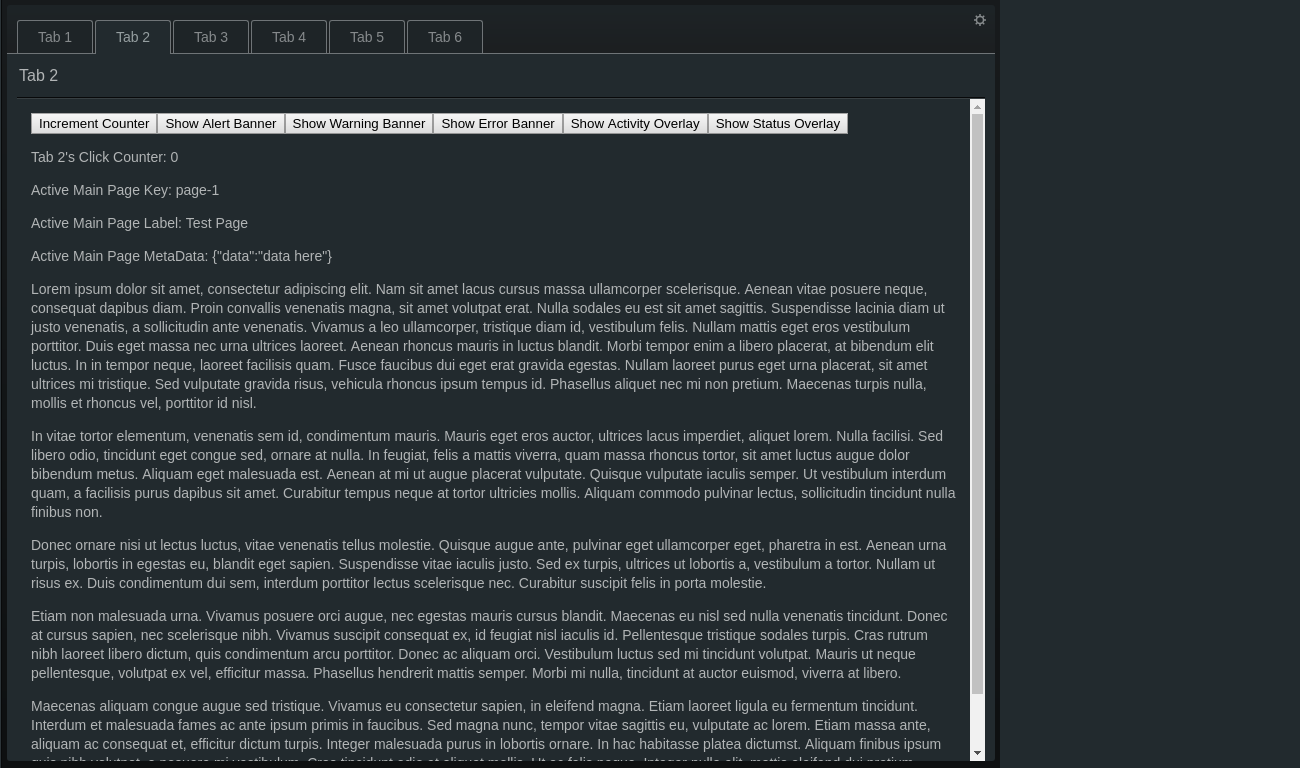 Tab 1 Tab 2 Tab 3 Tab 4 Tab 5 Tab 6
Tab 2
Increment Counter Show Alert Banner Show Warning Banner Show Error Banner Show Activity Overlay Show Status Overlay
Tab 2's Click Counter: 0
Active Main Page Key: page-1
Active Main Page Label: Test Page
Active Main Page MetaData: {"data":"data here"}
Lorem ipsum dolor sit amet, consectetur adipiscing elit. Nam sit amet lacus cursus massa ullamcorper scelerisque. Aenean vitae posuere neque,
consequat dapibus diam. Proin convallis venenatis magna, sit amet volutpat erat. Nulla sodales eu est sit amet sagittis. Suspendisse lacinia diam ut
justo venenatis, a sollicitudin ante venenatis. Vivamus a leo ullamcorper, tristique diam id, vestibulum felis. Nullam mattis eget eros vestibulum
porttitor. Duis eget massa nec urna ultrices laoreet. Aenean rhoncus mauris in luctus blandit. Morbi tempor enim a libero placerat, at bibendum elit
luctus. In in tempor neque, laoreet facilisis quam. Fusce faucibus dui eget erat gravida egestas. Nullam laoreet purus eget urna placerat, sit amet
ultrices mi tristique. Sed vulputate gravida risus, vehicula rhoncus ipsum tempus id. Phasellus aliquet nec mi non pretium. Maecenas turpis nulla,
mollis et rhoncus vel, porttitor id nisl.
In vitae tortor elementum, venenatis sem id, condimentum mauris. Mauris eget eros auctor, ultrices lacus imperdiet, aliquet lorem. Nulla facilisi. Sed
libero odio, tincidunt eget congue sed, ornare at nulla. In feugiat, felis a mattis viverra, quam massa rhoncus tortor, sit amet luctus augue dolor
bibendum metus. Aliquam eget malesuada est. Aenean at mi ut augue placerat vulputate. Quisque vulputate iaculis semper. Ut vestibulum interdum
quam, a facilisis purus dapibus sit amet. Curabitur tempus neque at tortor ultricies mollis. Aliquam commodo pulvinar lectus, sollicitudin tincidunt nulla
finibus non.
Donec ornare nisi ut lectus luctus, vitae venenatis tellus molestie. Quisque augue ante, pulvinar eget ullamcorper eget, pharetra in est. Aenean urna
turpis, lobortis in egestas eu, blandit eget sapien. Suspendisse vitae iaculis justo. Sed ex turpis, ultrices ut lobortis a, vestibulum a tortor. Nullam ut
risus ex. Duis condimentum dui sem, interdum porttitor lectus scelerisque nec. Curabitur suscipit felis in porta molestie.
Etiam non malesuada urna. Vivamus posuere orci augue, nec egestas mauris cursus blandit. Maecenas eu nisl sed nulla venenatis tincidunt. Donec
at cursus sapien, nec scelerisque nibh. Vivamus suscipit consequat ex, id feugiat nisl iaculis id. Pellentesque tristique sodales turpis. Cras rutrum
nibh laoreet libero dictum, quis condimentum arcu porttitor. Donec ac aliquam orci. Vestibulum luctus sed mi tincidunt volutpat. Mauris ut neque
pellentesque, volutpat ex vel, efficitur massa. Phasellus hendrerit mattis semper. Morbi mi nulla, tincidunt at auctor euismod, viverra at libero.
Maecenas aliquam congue augue sed tristique. Vivamus eu consectetur sapien, in eleifend magna. Etiam laoreet ligula eu fermentum tincidunt.
Interdum et malesuada fames ac ante ipsum primis in faucibus. Sed magna nunc, tempor vitae sagittis eu, vulputate ac lorem. Etiam massa ante,
aliquam ac consequat et, efficitur dictum turpis. Integer malesuada purus in lobortis ornare. In hac habitasse platea dictumst. Aliquam finibus ipsum